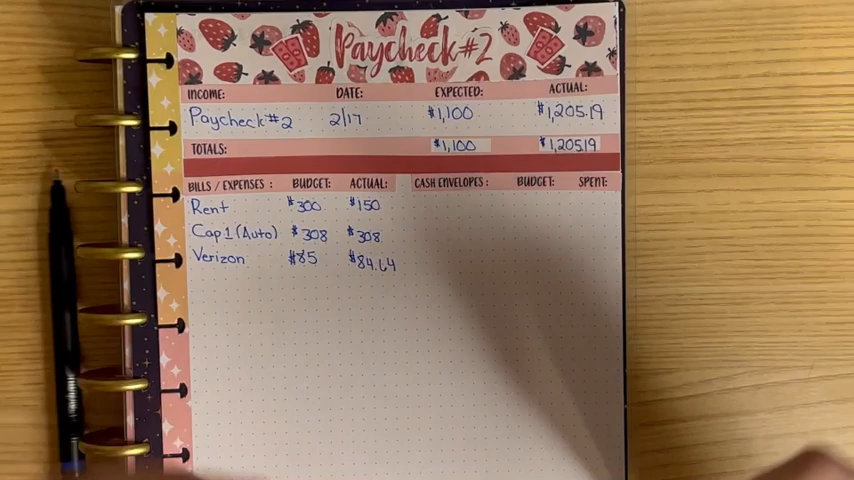 Paycheck #2
INCOME: DATE: EXPECTED: ACTUAL:
Paycheck #2 2/17 $1,100 $1,205.19
TOTALS: $1,100 $1,205.19
BILLS / EXPENSES : BUDGET: ACTUAL: CASH ENVELOPES : BUDGET: SPENT:
Rent $300 $150
Cap 1 (Auto) $308 $308
Verizon $85 $84.64